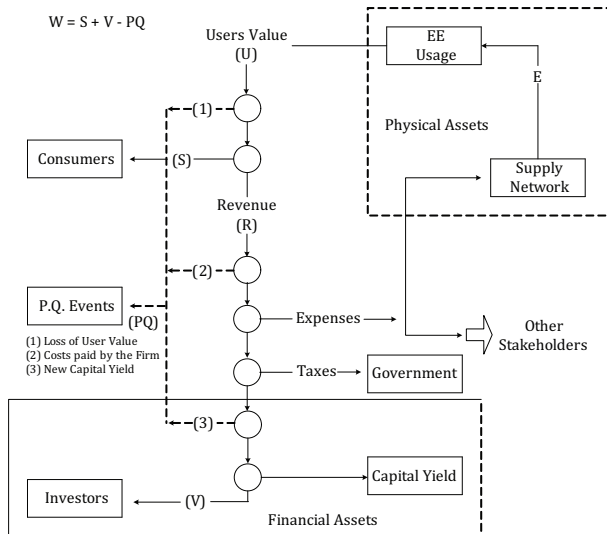 W = S + V - PQ
Users Value
(U)
EE
Usage
E
(1)
Physical Assets
Consumers
(S)
Supply
Network
Revenue
(R)
(2)
P.Q. Events
(PQ)
Expenses
Other
Stakeholders
(1) Loss of User Value
(2) Costs paid by the Firm
(3) New Capital Yield
Taxes
Government
(3)
Capital Yield
Investors
(V)
Financial Assets